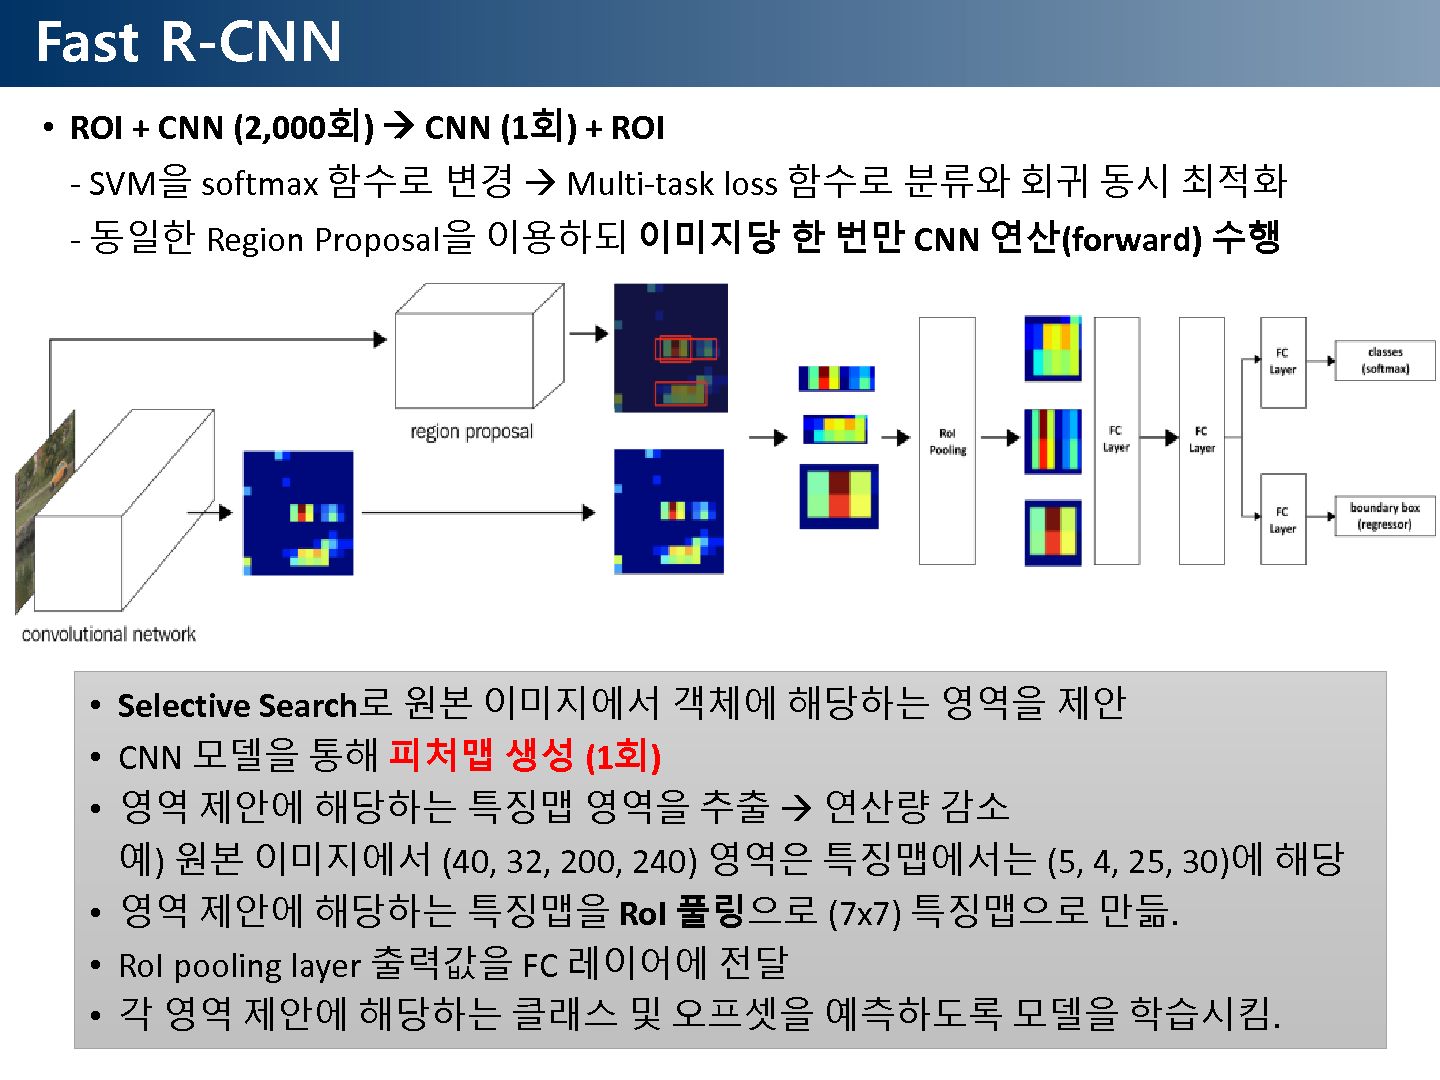 Fast R-CNN
• ROI + CNN (2,000회) → CNN (1회) + ROI
- SVM을 softmax 함수로 변경 → Multi-task loss 함수로 분류와 회귀 동시 최적화
- 동일한 Region Proposal을 이용하되 이미지당 한 번만 CNN 연산(forward) 수행
region proposal
convolutional network
RoI
Pooling
FC
Layer
FC
Layer
FC
Layer
classes
(softmax)
FC
Layer
boundary box
(regressor)
• Selective Search로 원본 이미지에서 객체에 해당하는 영역을 제안
• CNN 모델을 통해 피처맵 생성 (1회)
• 영역 제안에 해당하는 특징맵 영역을 추출 → 연산량 감소
예) 원본 이미지에서 (40, 32, 200, 240) 영역은 특징맵에서는 (5, 4, 25, 30)에 해당
• 영역 제안에 해당하는 특징맵을 RoI 풀링으로 (7x7) 특징맵으로 만듦.
• RoI pooling layer 출력값을 FC 레이어에 전달
• 각 영역 제안에 해당하는 클래스 및 오프셋을 예측하도록 모델을 학습시킴.